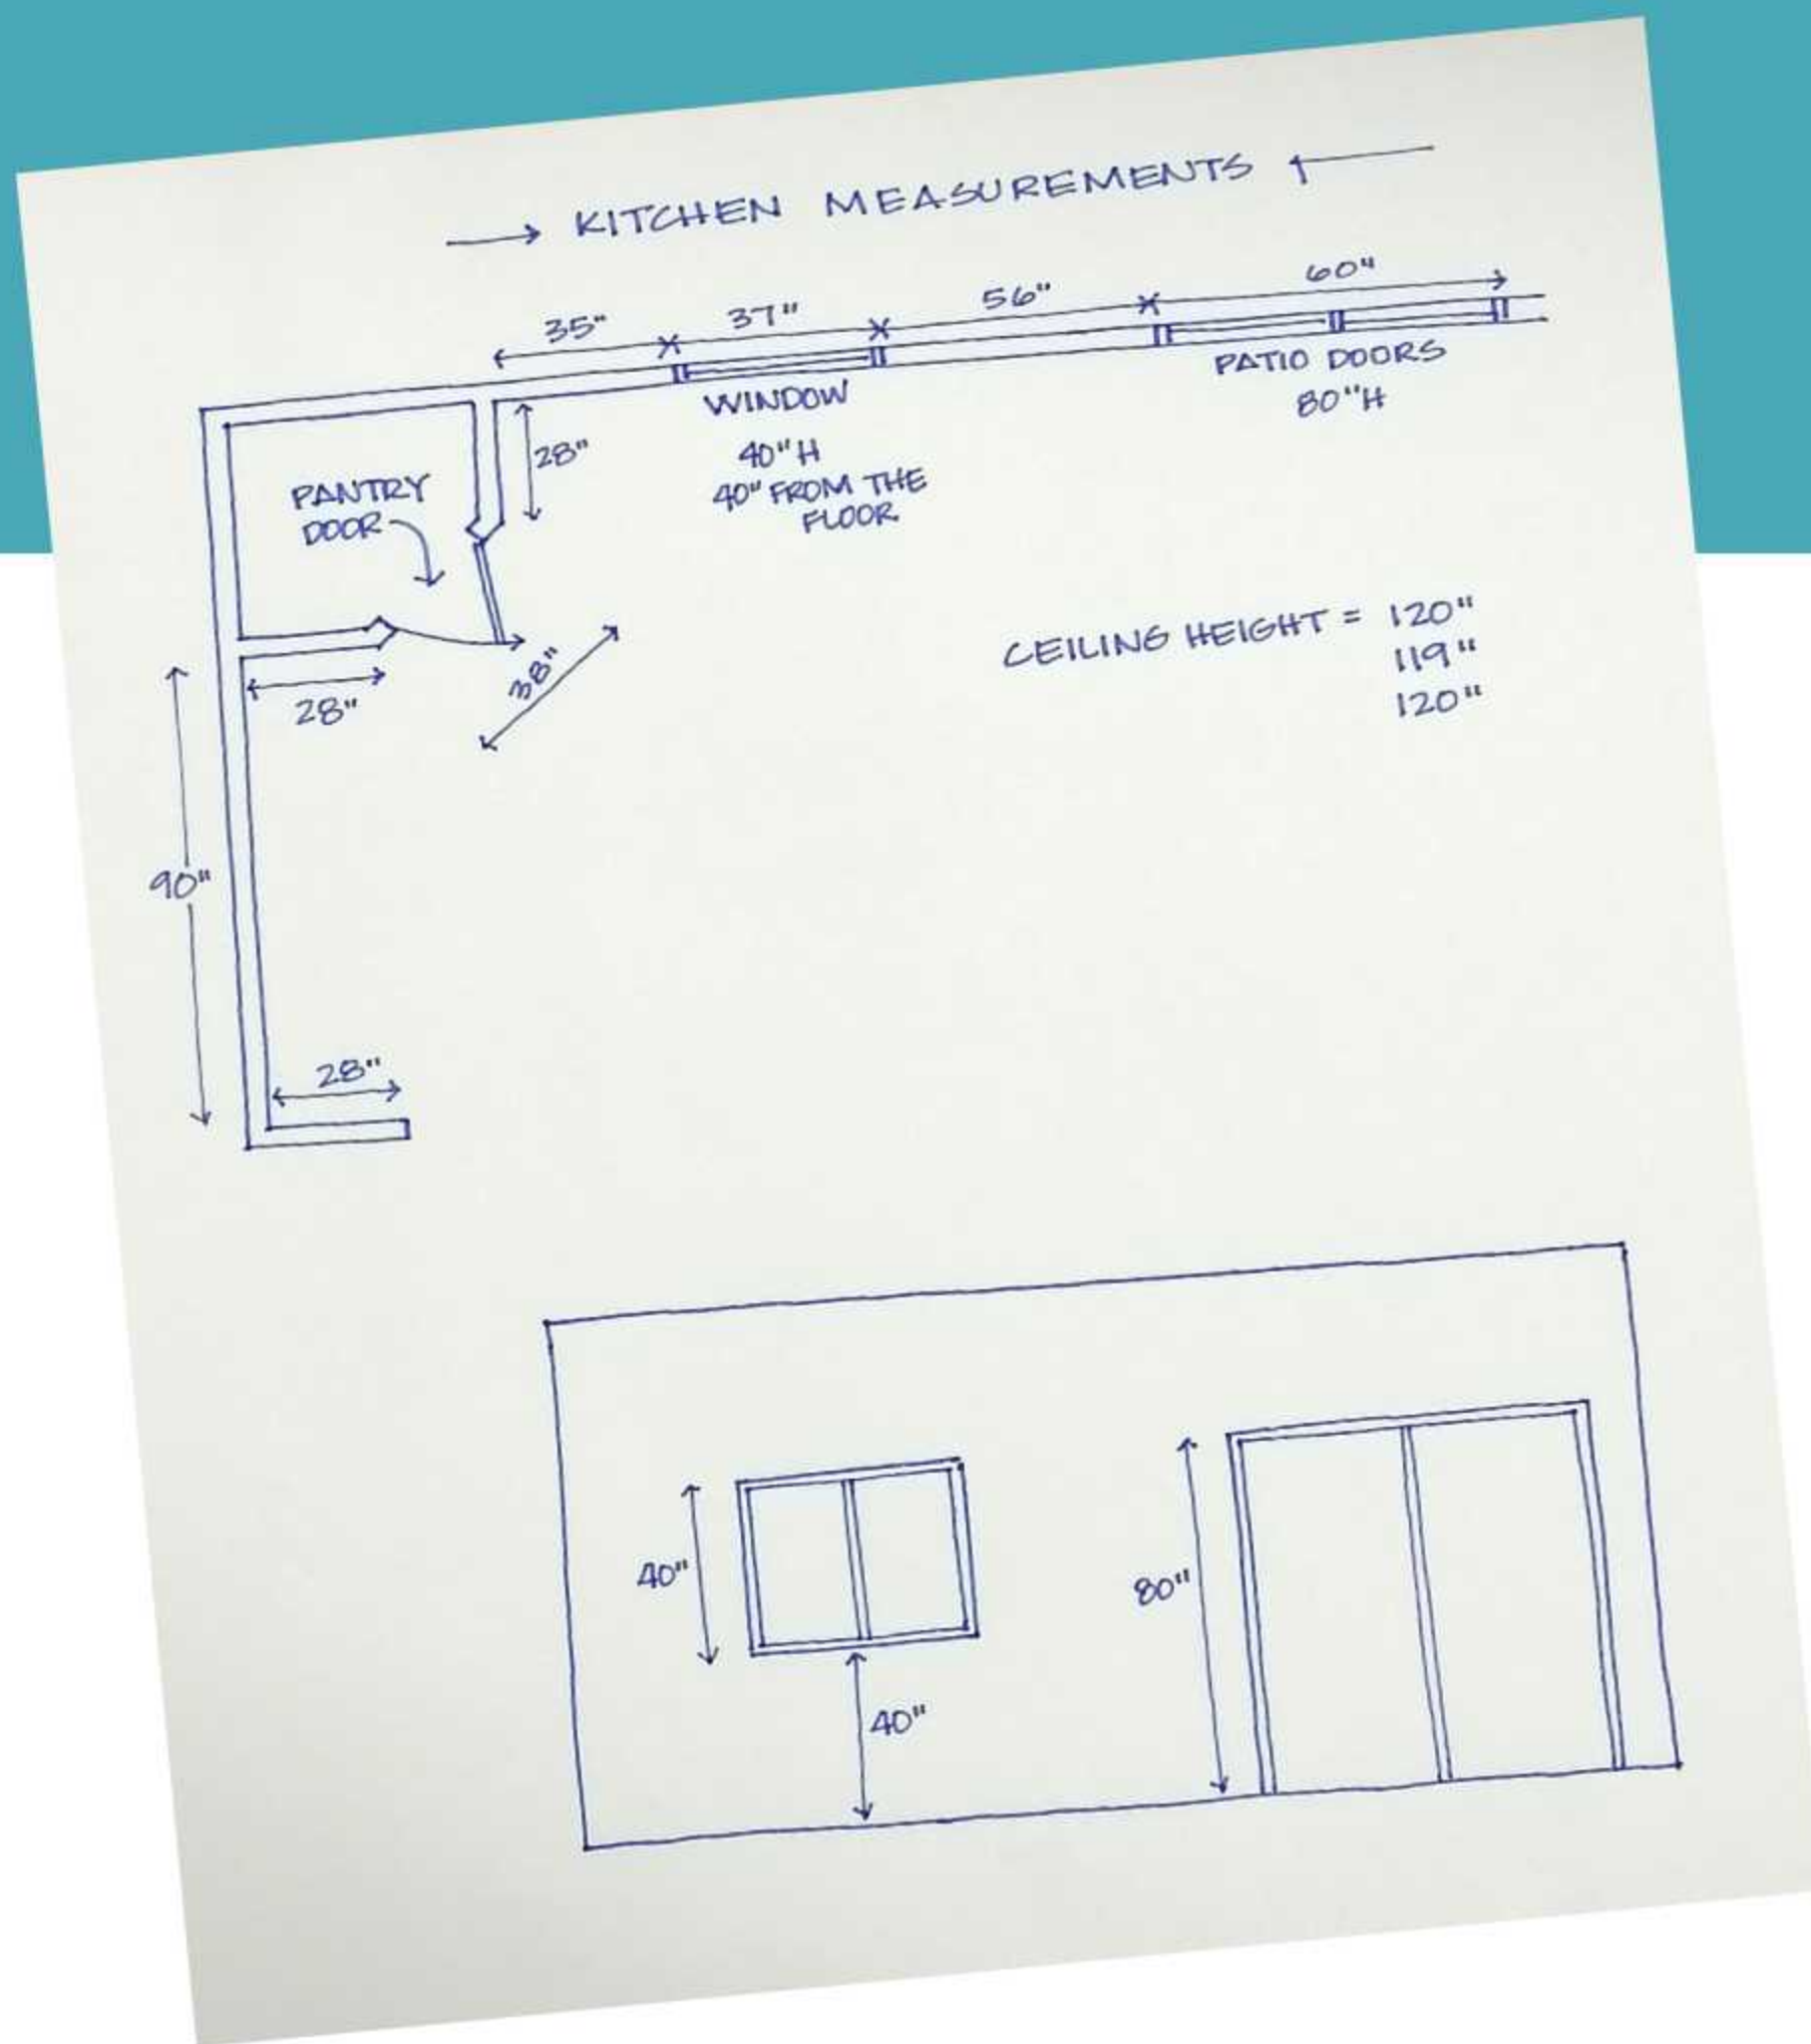 KITCHEN MEASUREMENTS
35" 37" 56" 60"
WINDOW
40"H
40" FROM THE
FLOOR
PATIO DOORS
80"H
28"
PANTRY
DOOR
28"
38"
CEILING HEIGHT = 120"
119"
120"
90"
28"
40"
40"
80"